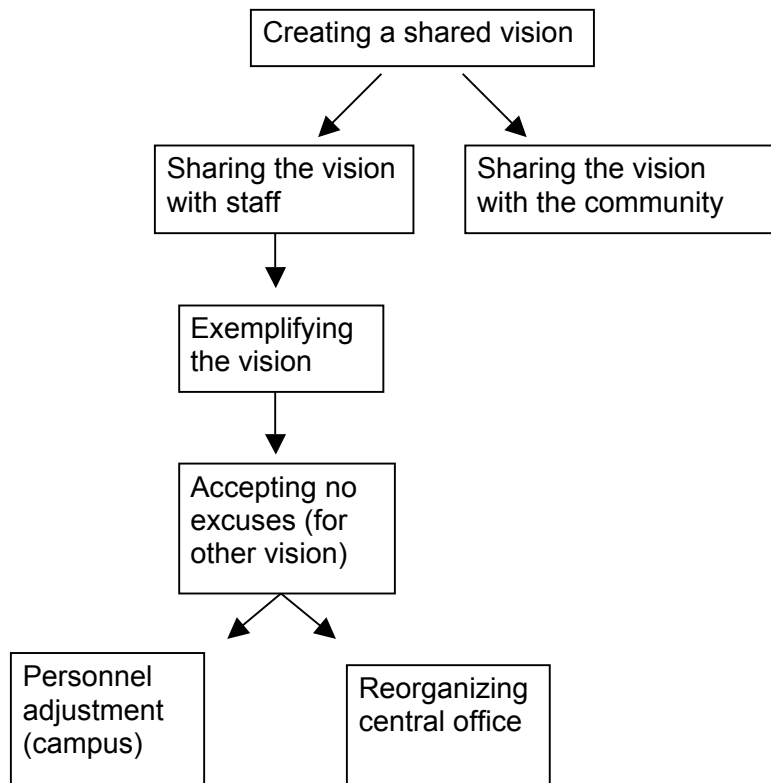 Creating a shared vision
Sharing the vision
with staff
Sharing the vision
with the community
Exemplifying
the vision
Accepting no
excuses (for
other vision)
Personnel
adjustment
(campus)
Reorganizing
central office